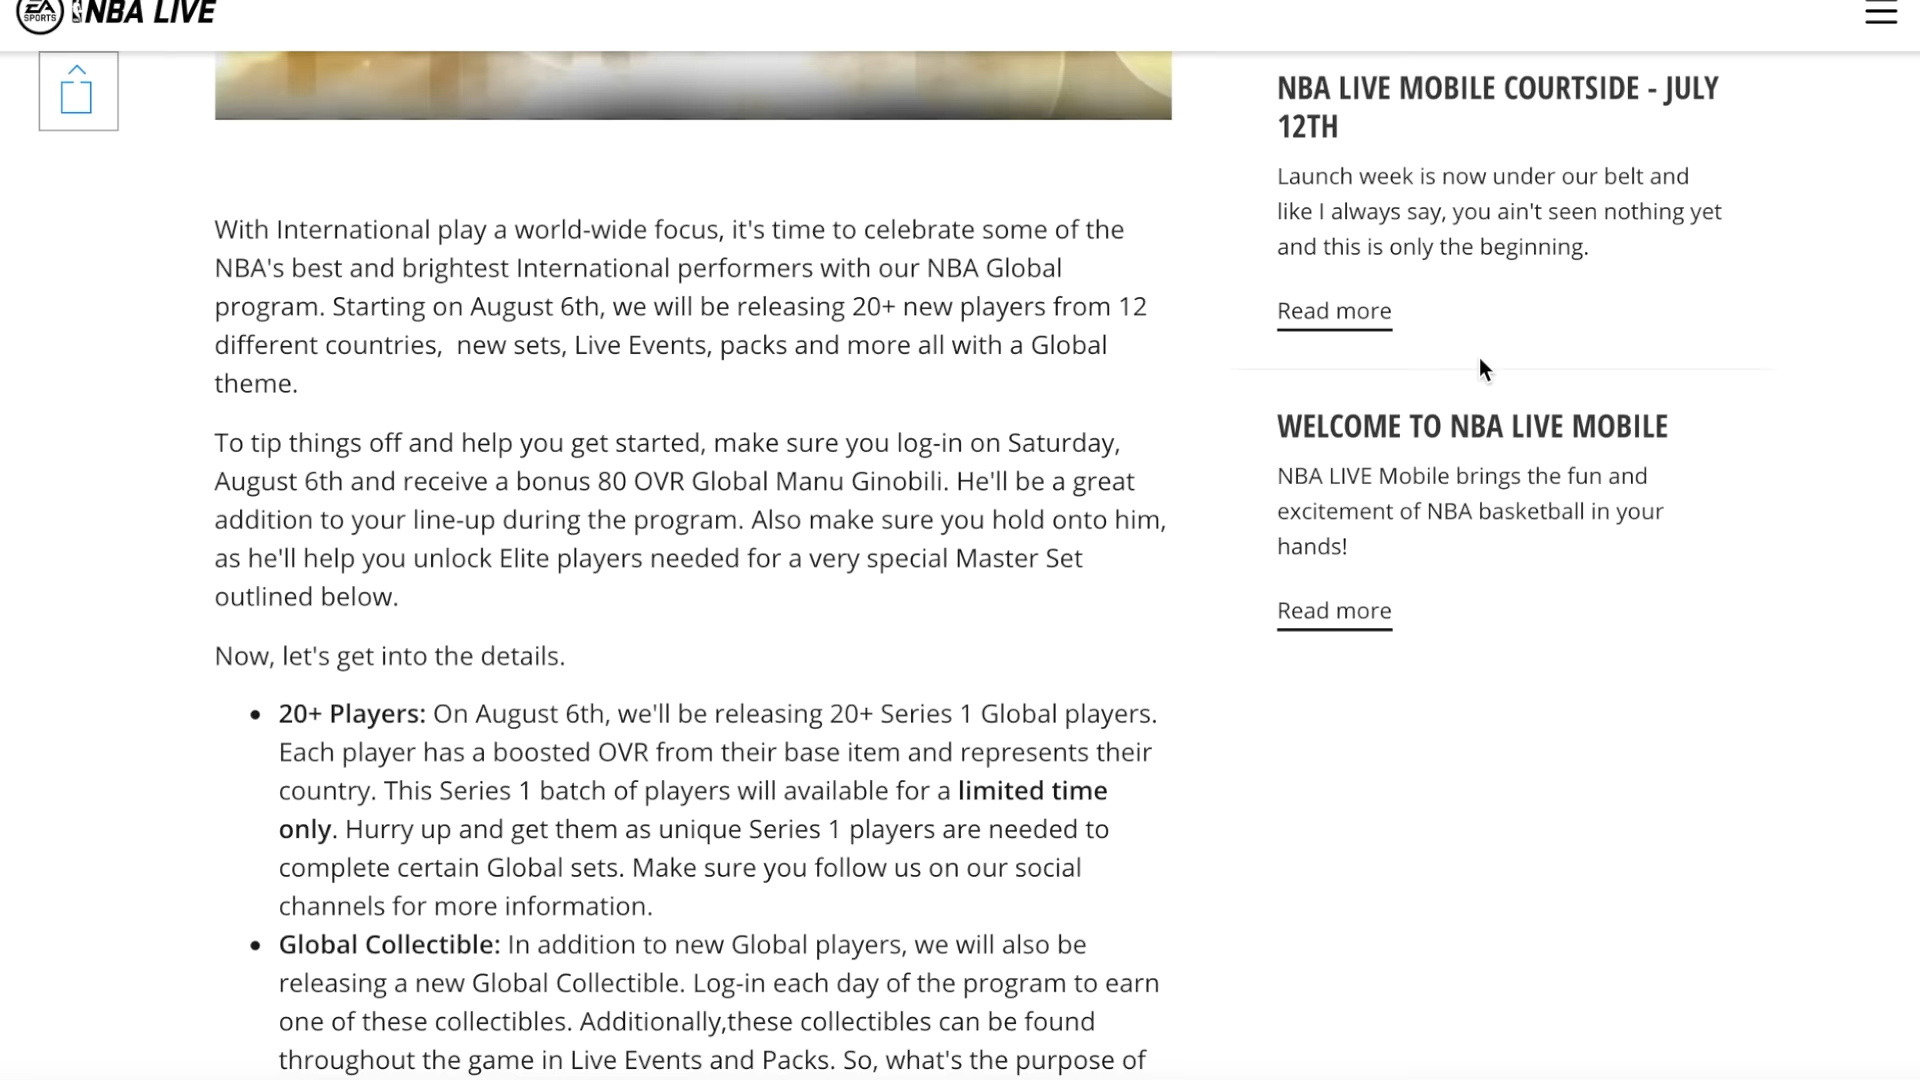 EA SPORTS NBA LIVE
With International play a world-wide focus, it's time to celebrate some of the
NBA's best and brightest International performers with our NBA Global
program. Starting on August 6th, we will be releasing 20+ new players from 12
different countries,  new sets, Live Events, packs and more all with a Global
theme.
To tip things off and help you get started, make sure you log-in on Saturday,
August 6th and receive a bonus 80 OVR Global Manu Ginobili. He'll be a great
addition to your line-up during the program. Also make sure you hold onto him,
as he'll help you unlock Elite players needed for a very special Master Set
outlined below.
Now, let's get into the details.
• 20+ Players: On August 6th, we'll be releasing 20+ Series 1 Global players.
Each player has a boosted OVR from their base item and represents their
country. This Series 1 batch of players will available for a limited time
only. Hurry up and get them as unique Series 1 players are needed to
complete certain Global sets. Make sure you follow us on our social
channels for more information.
• Global Collectible: In addition to new Global players, we will also be
releasing a new Global Collectible. Log-in each day of the program to earn
one of these collectibles. Additionally,these collectibles can be found
throughout the game in Live Events and Packs. So, what's the purpose of
NBA LIVE MOBILE COURTSIDE - JULY
12TH
Launch week is now under our belt and
like I always say, you ain't seen nothing yet
and this is only the beginning.
Read more
WELCOME TO NBA LIVE MOBILE
NBA LIVE Mobile brings the fun and
excitement of NBA basketball in your
hands!
Read more